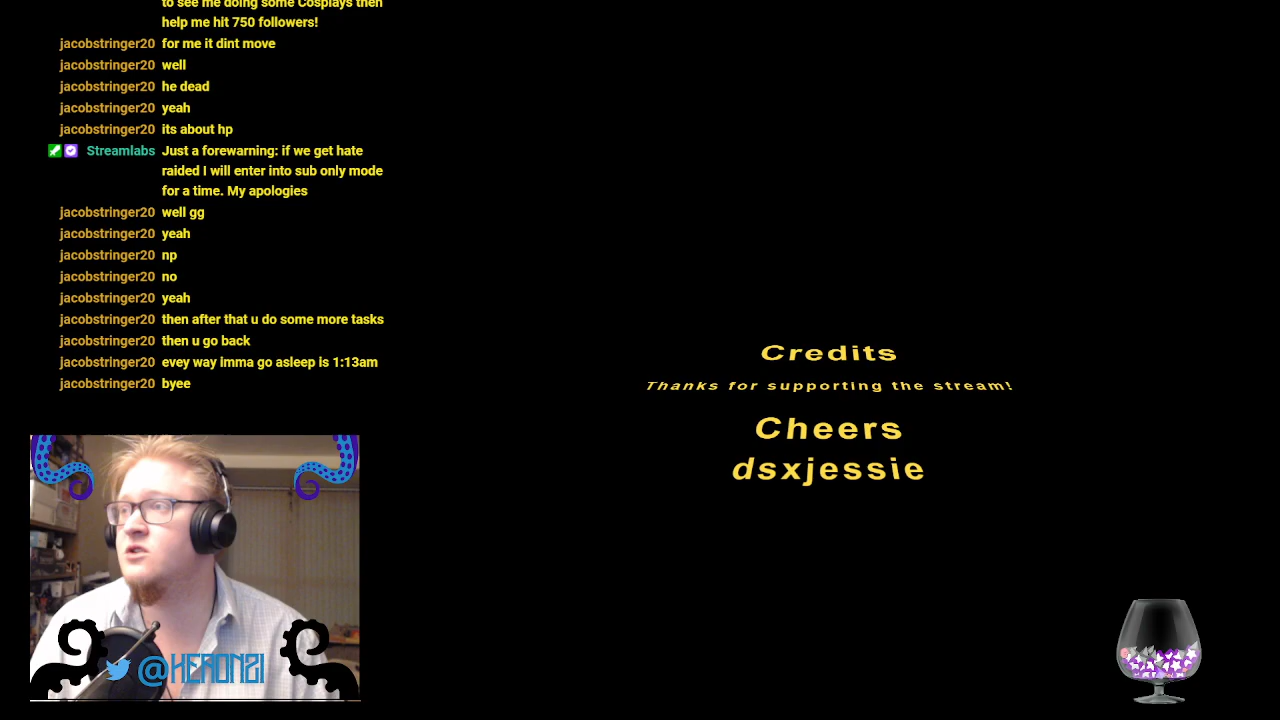 to see me doing some Cosplays then
help me hit 750 followers!
jacobstringer20 for me it dint move
jacobstringer20 well
jacobstringer20 he dead
jacobstringer20 yeah
jacobstringer20 its about hp
Streamlabs Just a forewarning: if we get hate
raided I will enter into sub only mode
for a time. My apologies
jacobstringer20 well gg
jacobstringer20 yeah
jacobstringer20 np
jacobstringer20 no
jacobstringer20 yeah
jacobstringer20 then after that u do some more tasks
jacobstringer20 then u go back
jacobstringer20 evey way imma go asleep is 1:13am
jacobstringer20 byee
Credits
Thanks for supporting the stream!
Cheers
dsxjessie
@HERONZI